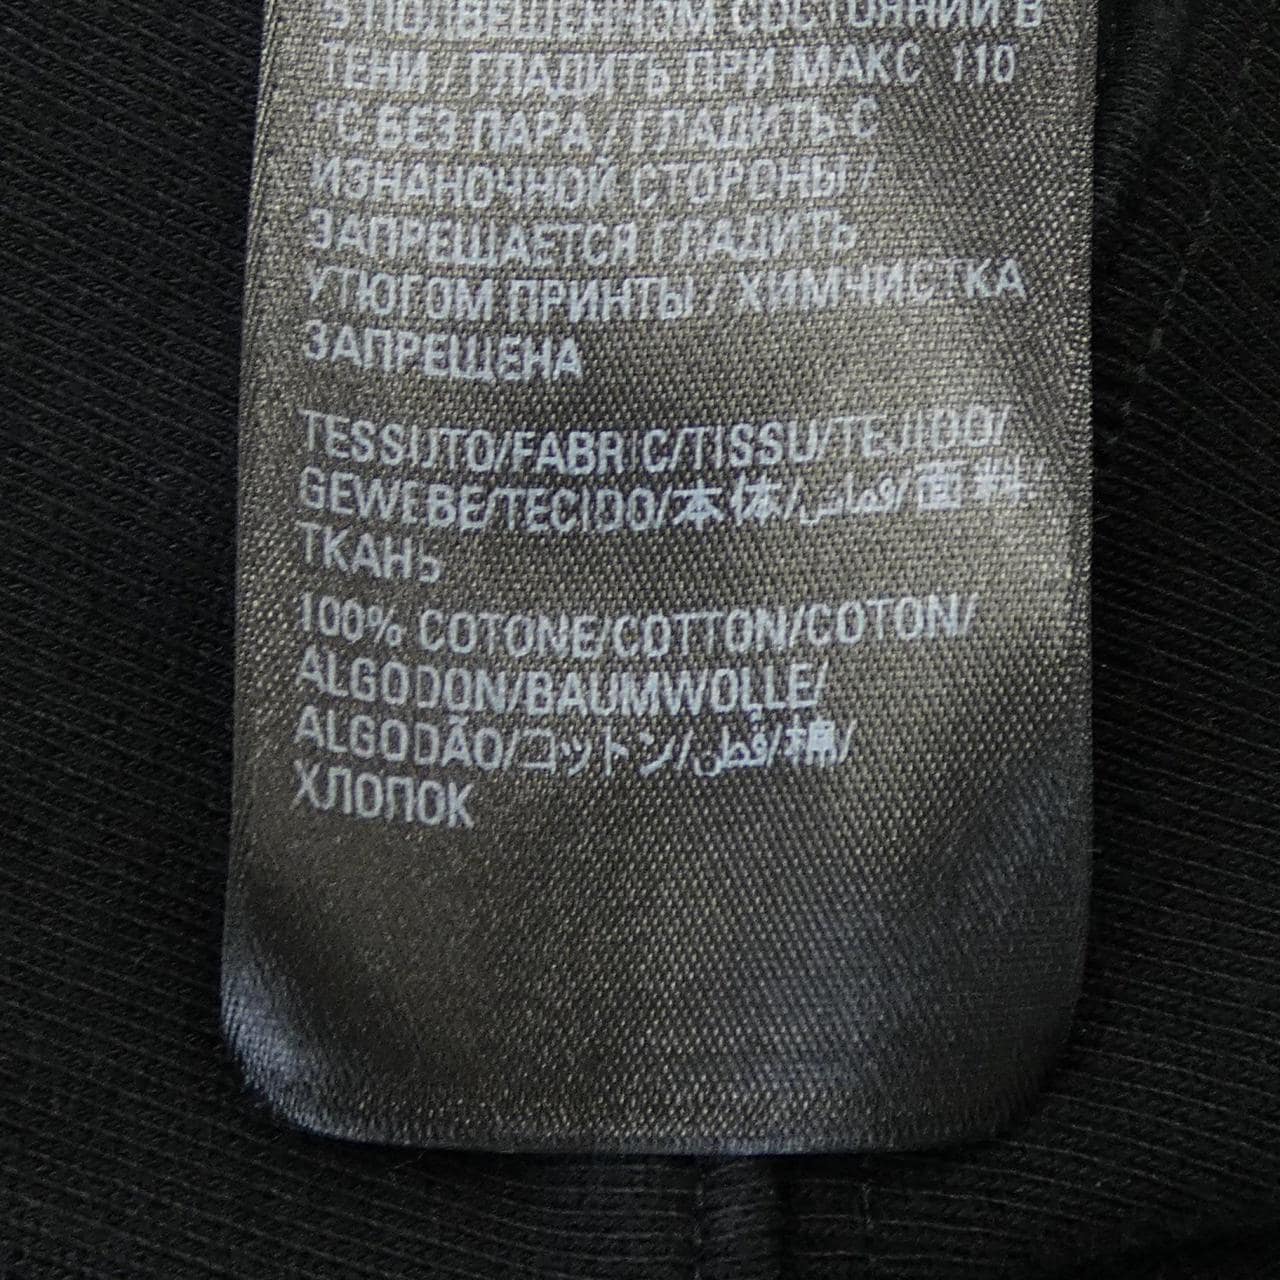 В ПОДВЕШЕННОМ СОСТОЯНИИ В
ТЕНИ / ГЛАДИТЬ ПРИ МАКС 110
°C БЕЗ ПАРА / ГЛАДИТЬ С
ИЗНАНОЧНОЙ СТОРОНЫ /
ЗАПРЕЩАЕТСЯ ГЛАДИТЬ
УТЮГОМ ПРИНТЫ / ХИМЧИСТКА
ЗАПРЕЩЕНА
TESSUTO/FABRIC/TISSU/TEJIDO/
GEWEBE/TECIDO/本体/قماش/面料/
ТКАНЬ
100% COTONE/COTTON/COTON/
ALGODON/BAUMWOLLE/
ALGODÃO/コットン/قطن/棉/
ХЛОПОК